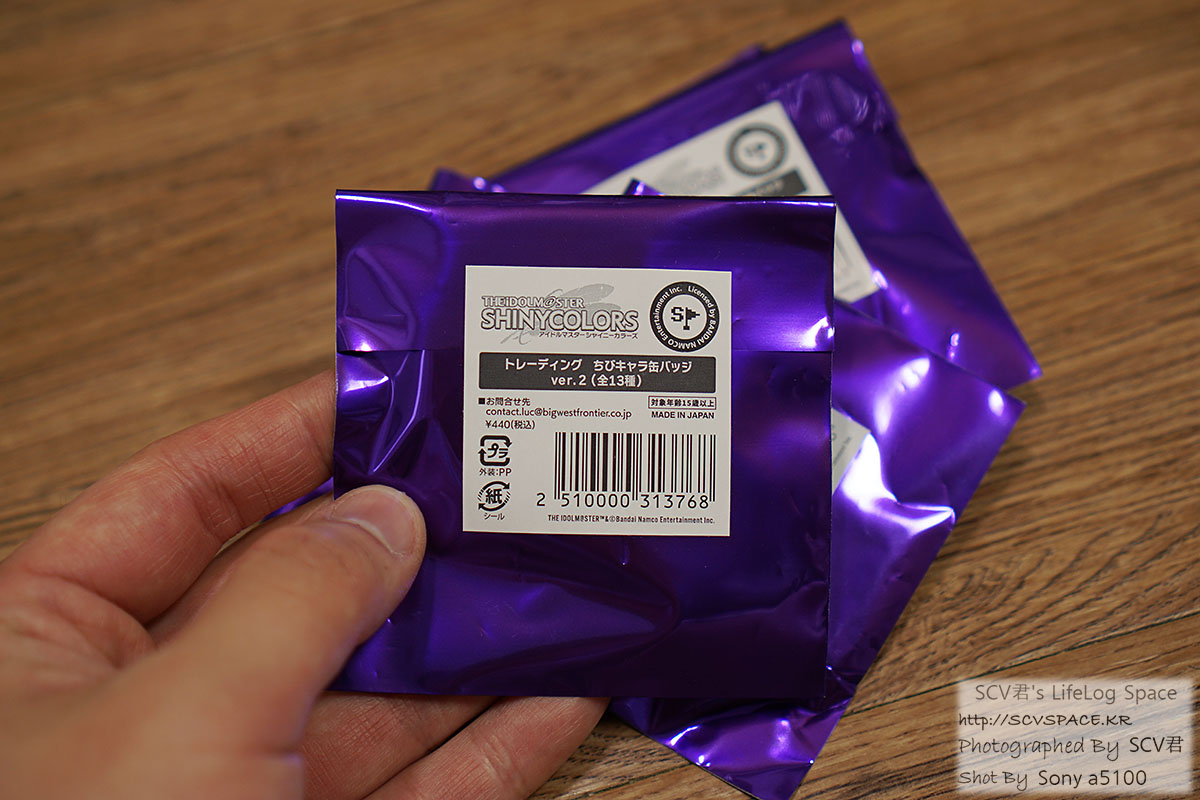 THE iDOLM@STER
SHINYCOLORS
アイドルマスターシャイニーカラーズ
Licensed by BANDAI NAMCO Entertainment Inc.
SP
トレーディング ちびキャラ缶バッジ
ver.2(全13種)
■お問合せ先
contact.luc@bigwestfrontier.co.jp
¥440(税込)
対象年齢15歳以上
MADE IN JAPAN
プラ
外装:PP
紙
シール
2 510000 313768
THE IDOLM@STER™&©Bandai Namco Entertainment Inc.
SCV君's LifeLog Space
http://SCVSPACE.KR
Photographed By SCV君
Shot By Sony a5100